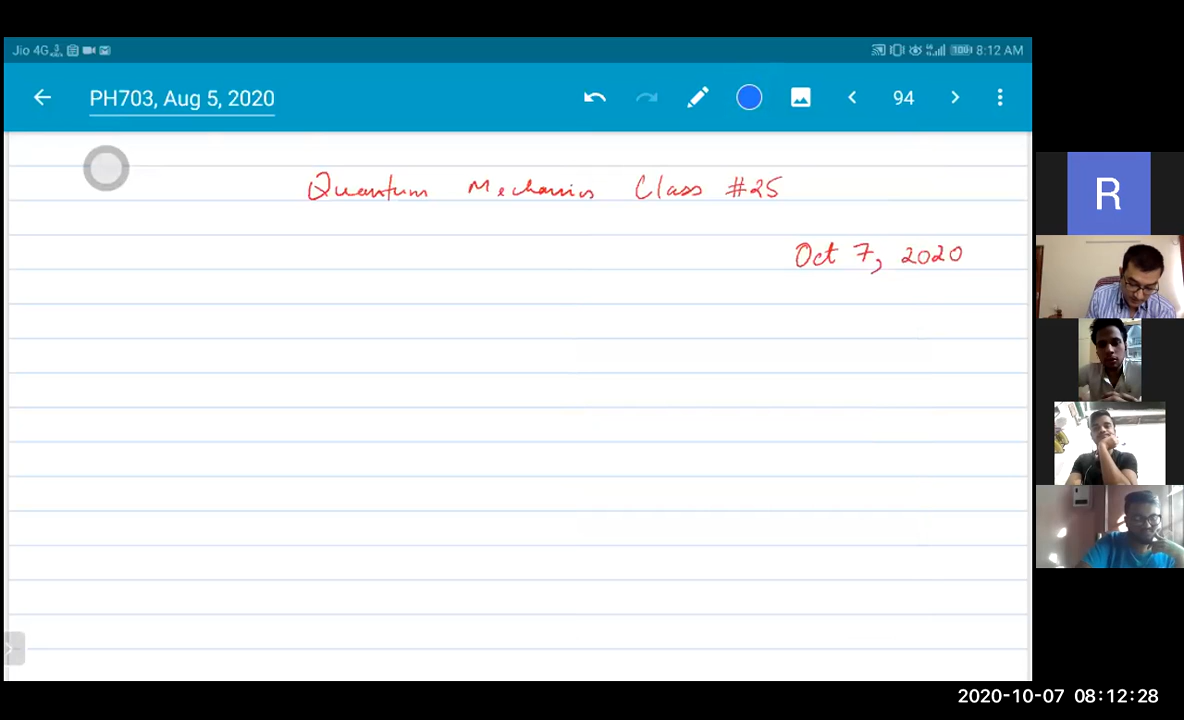 Jio 4G
8:12 AM
PH703, Aug 5, 2020
94
Quantum Mechanics Class #25
Oct 7, 2020
R
2020-10-07 08:12:28